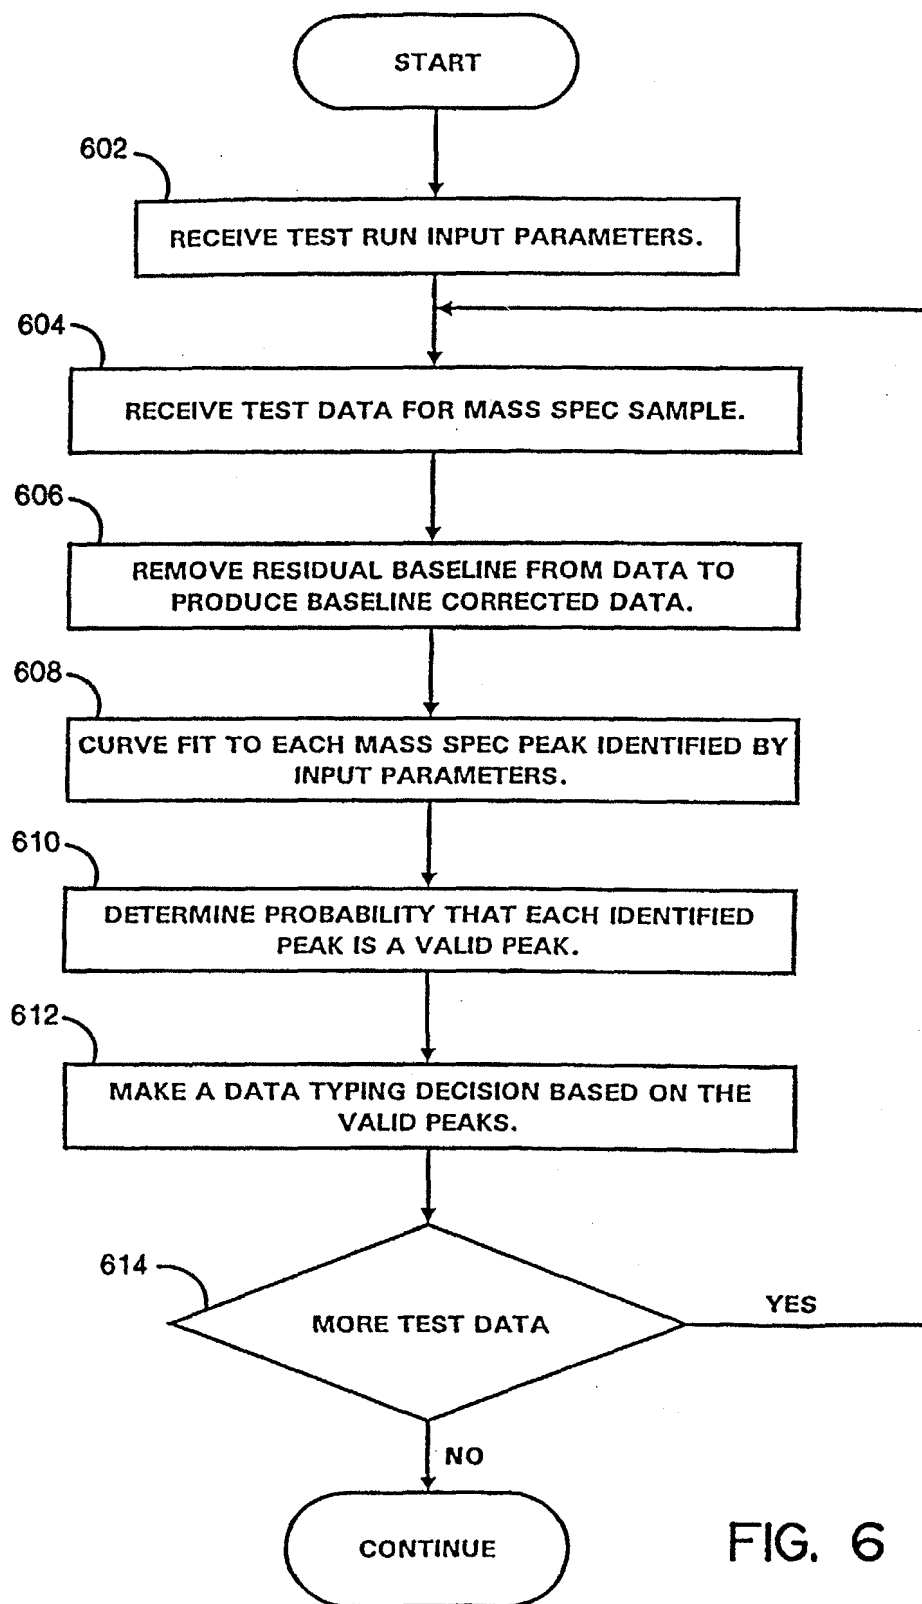 START
602
RECEIVE TEST RUN INPUT PARAMETERS.
604
RECEIVE TEST DATA FOR MASS SPEC SAMPLE.
606
REMOVE RESIDUAL BASELINE FROM DATA TO
PRODUCE BASELINE CORRECTED DATA.
608
CURVE FIT TO EACH MASS SPEC PEAK IDENTIFIED BY
INPUT PARAMETERS.
610
DETERMINE PROBABILITY THAT EACH IDENTIFIED
PEAK IS A VALID PEAK.
612
MAKE A DATA TYPING DECISION BASED ON THE
VALID PEAKS.
614
MORE TEST DATA
YES
NO
CONTINUE
FIG. 6